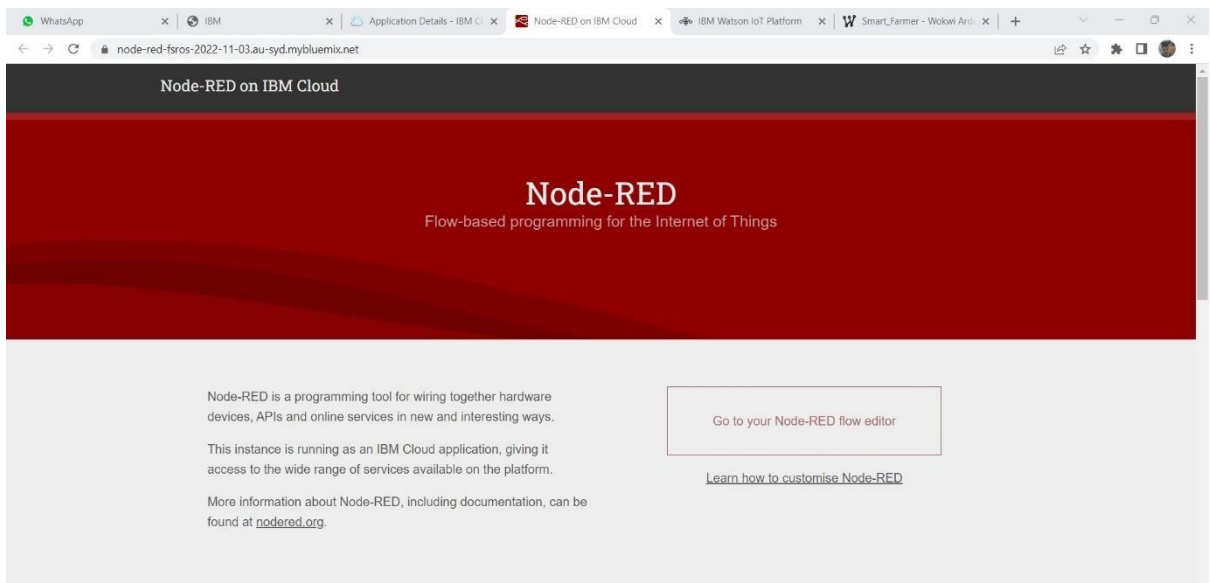 WhatsApp
IBM
Application Details - IBM Cl
Node-RED on IBM Cloud
IBM Watson IoT Platform
Smart_Farmer - Wokwi Ard
node-red-fsros-2022-11-03.au-syd.mybluemix.net
Node-RED on IBM Cloud
Node-RED
Flow-based programming for the Internet of Things
Node-RED is a programming tool for wiring together hardware
devices, APIs and online services in new and interesting ways.
This instance is running as an IBM Cloud application, giving it
access to the wide range of services available on the platform.
More information about Node-RED, including documentation, can be
found at nodered.org.
Go to your Node-RED flow editor
Learn how to customise Node-RED